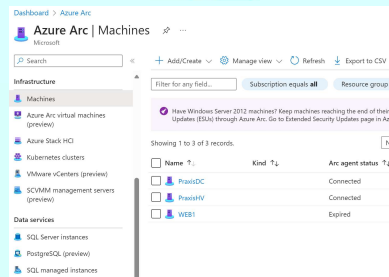 Dashboard > Azure Arc >
Azure Arc | Machines
Microsoft
Search
Infrastructure
Machines
Azure Arc virtual machines
(preview)
Azure Stack HCI
Kubernetes clusters
VMware vCenters (preview)
SCVMM management servers
(preview)
Data services
SQL Server instances
PostgreSQL (preview)
SQL managed instances
Add/Create Manage view Refresh Export to CSV
Filter for any field... Subscription equals all Resource group
Have Windows Server 2012 machines? Keep machines reaching the end of their
Updates (ESUs) through Azure Arc. Go to Extended Security Updates page in Az
Showing 1 to 3 of 3 records.
Name Kind Arc agent status
PraxisDC Connected
PraxisHV Connected
WEB1 Expired